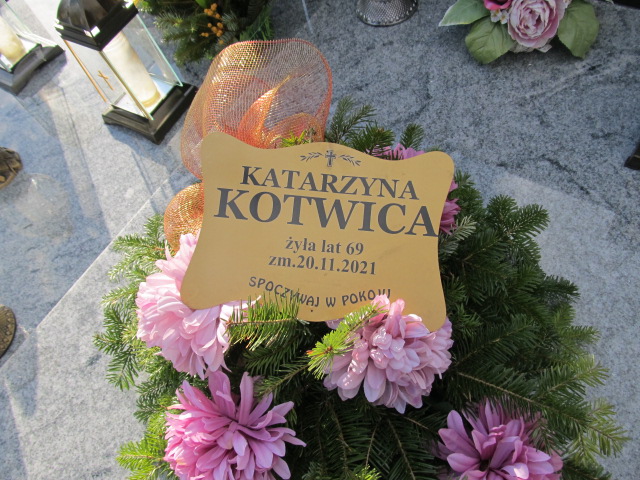 KATARZYNA
KOTWICA
żyła lat 69
zm.20.11.2021
SPOCZYWAJ W POKOJU